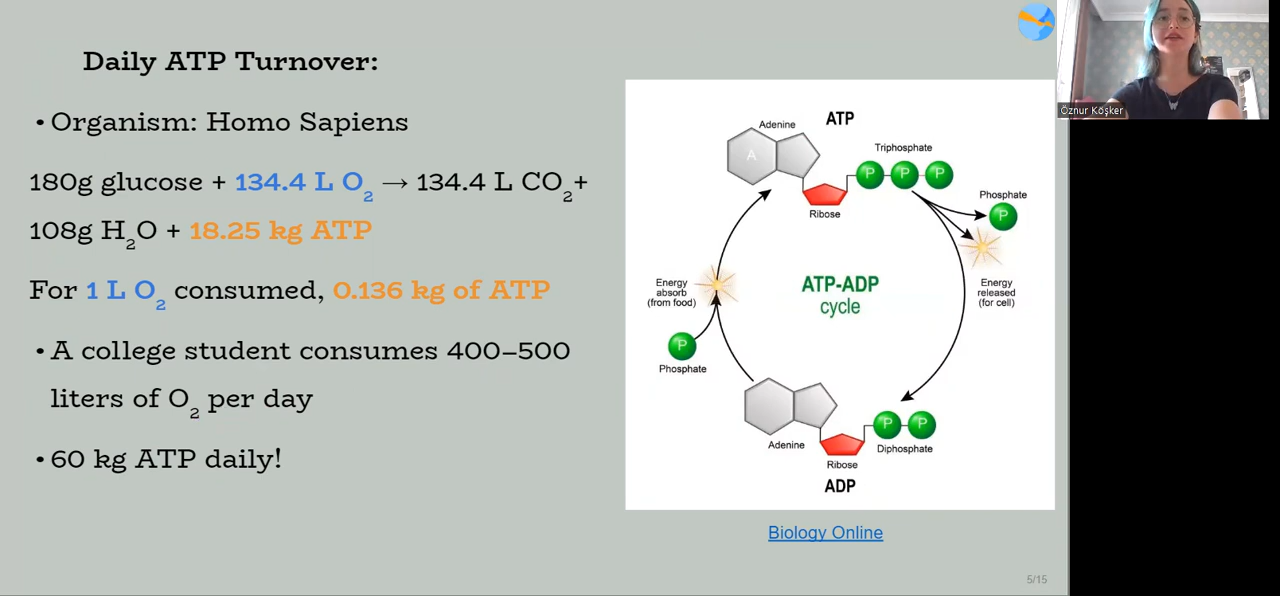 Daily ATP Turnover:
• Organism: Homo Sapiens
180g glucose + 134.4 L O₂ → 134.4 L CO₂+
108g H₂O + 18.25 kg ATP
For 1 L O₂ consumed, 0.136 kg of ATP
• A college student consumes 400–500
liters of O₂ per day
• 60 kg ATP daily!
ATP
Adenine
A
Triphosphate
P P P
Ribose
Phosphate
P
Energy
released
(for cell)
ATP-ADP
cycle
Energy
absorb
(from food)
P
Phosphate
P P
Adenine
Diphosphate
Ribose
ADP
Biology Online
5/15
Öznur Köşker